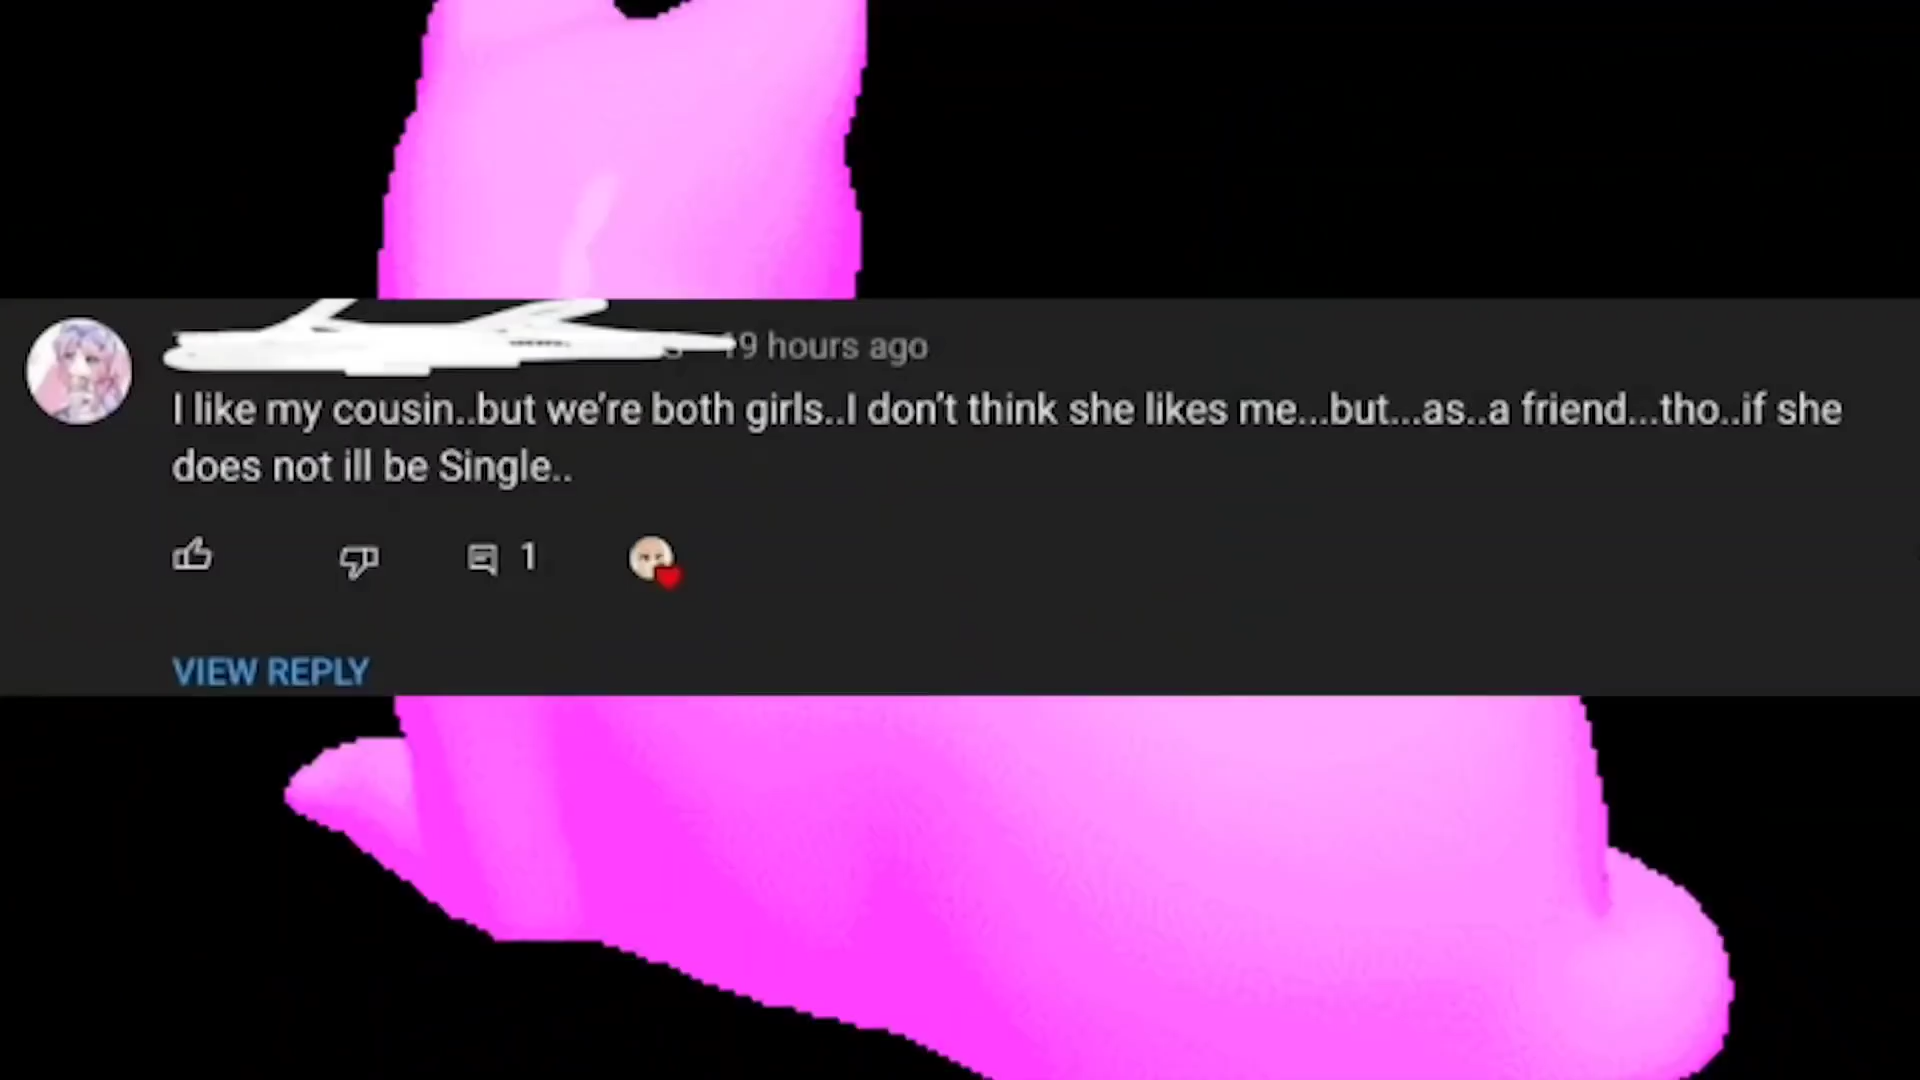 19 hours ago
I like my cousin..but we're both girls..I don't think she likes me...but...as..a friend...tho..if she
does not ill be Single..
1
VIEW REPLY